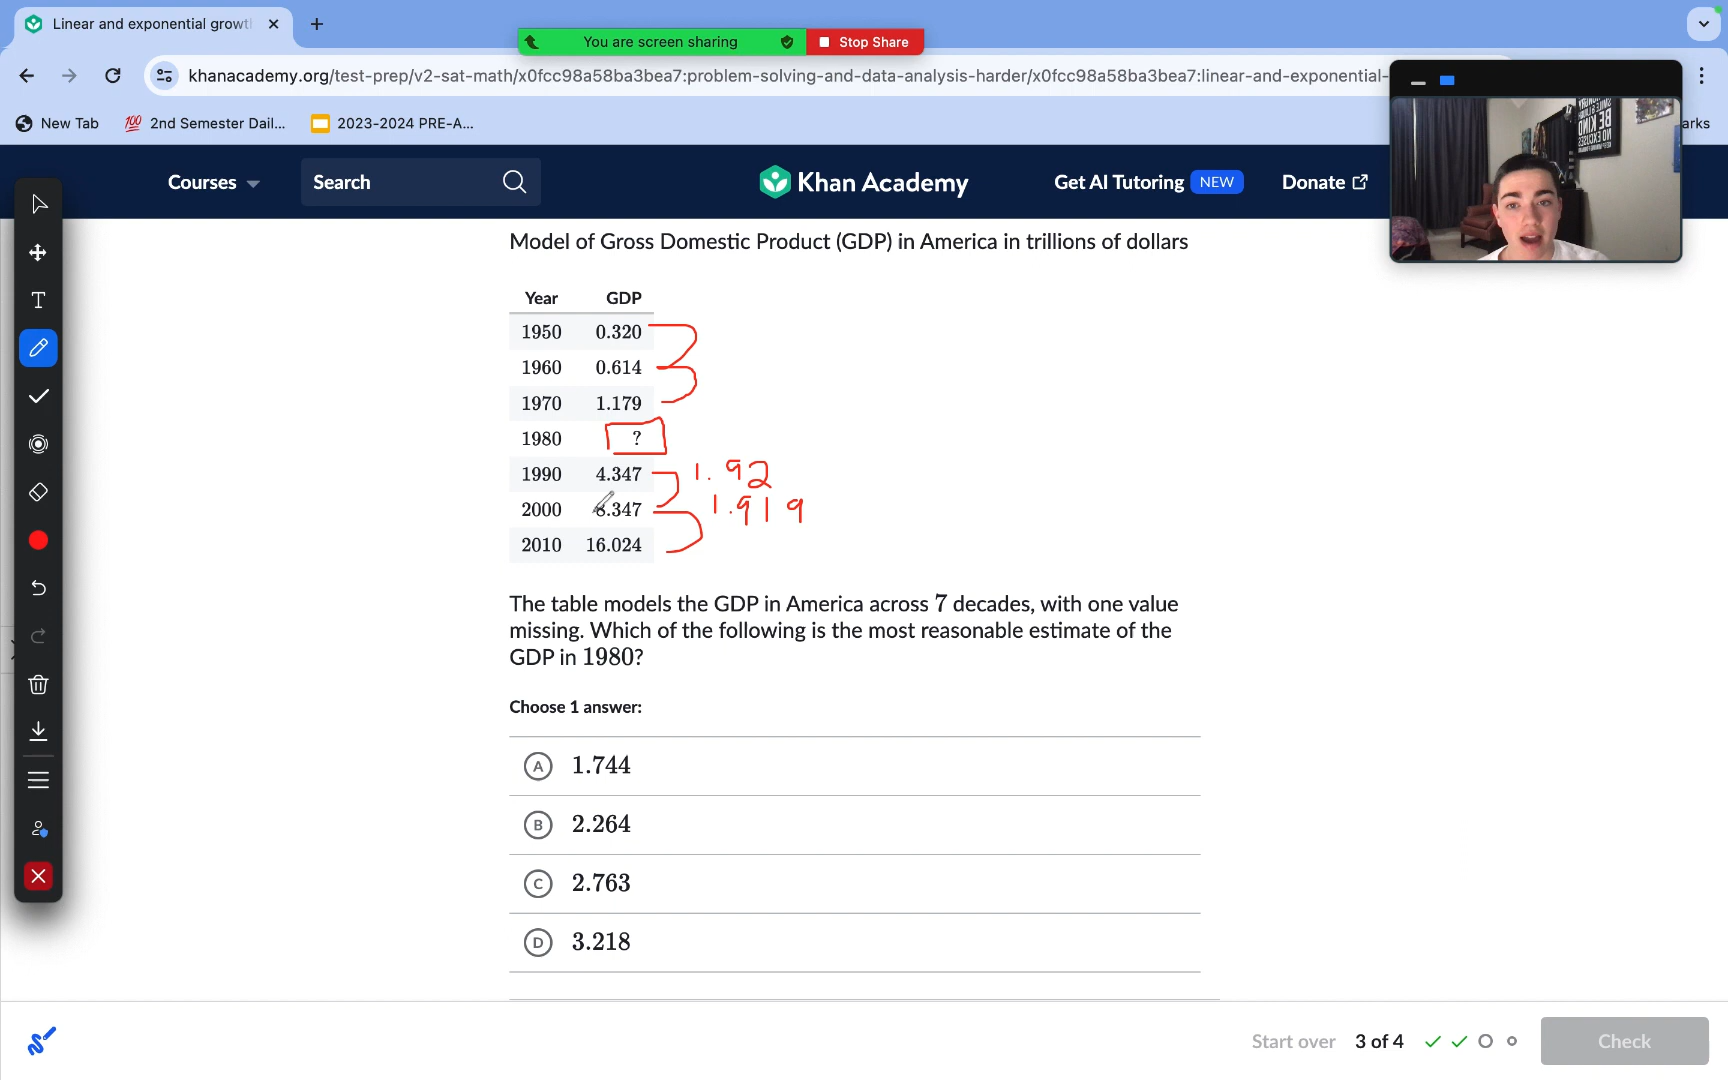 Linear and exponential growt
You are screen sharing
Stop Share
khanacademy.org/test-prep/v2-sat-math/x0fcc98a58ba3bea7:problem-solving-and-data-analysis-harder/x0fcc98a58ba3bea7:linear-and-exponential-
New Tab
100 2nd Semester Dail...
2023-2024 PRE-A...
arks
Courses
Search
Khan Academy
Get AI Tutoring NEW
Donate
BE KIND
NO EXCUSES
T
Model of Gross Domestic Product (GDP) in America in trillions of dollars
Year GDP
1950 0.320
1960 0.614
1970 1.179
1980 ?
1990 4.347 1.92
2000 8.347 1.919
2010 16.024
The table models the GDP in America across 7 decades, with one value
missing. Which of the following is the most reasonable estimate of the
GDP in 1980?
Choose 1 answer:
A 1.744
B 2.264
C 2.763
D 3.218
Start over 3 of 4
Check